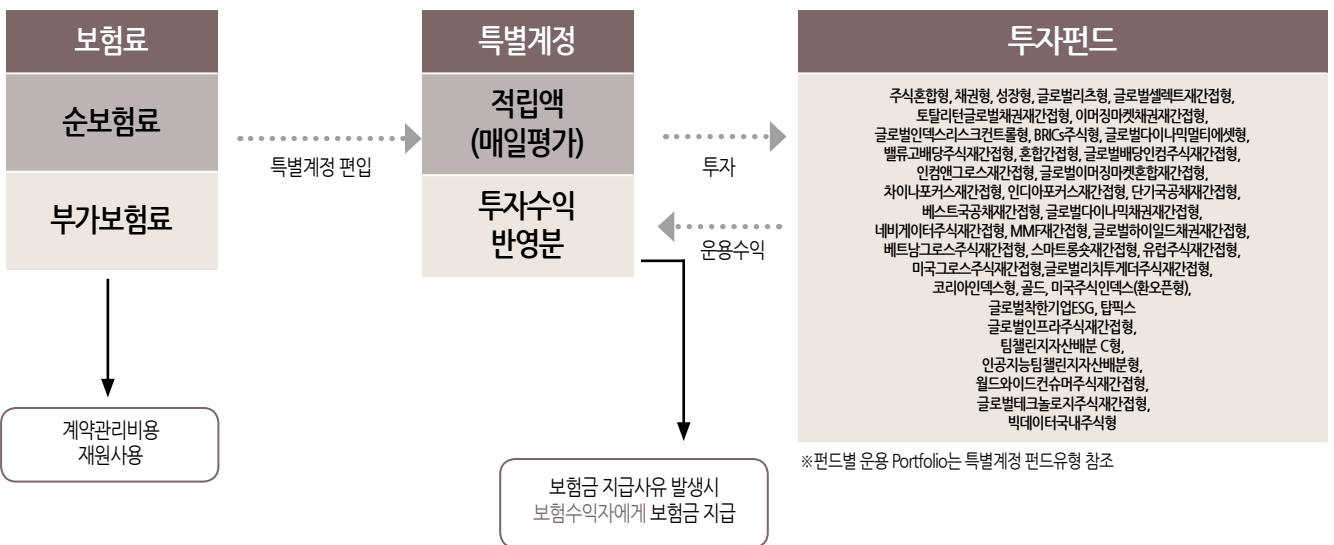 보험료
순보험료
부가보험료
계약관리비용
재원사용
특별계정 편입
특별계정
적립액
(매일평가)
투자수익
반영분
투자
운용수익
보험금 지급사유 발생시
보험수익자에게 보험금 지급
투자펀드
주식혼합형, 채권형, 성장형, 글로벌리츠형, 글로벌셀렉트재간접형,
토탈리턴글로벌채권재간접형, 이머징마켓채권재간접형,
글로벌인덱스리스크컨트롤형, BRICs주식형, 글로벌다이나믹멀티에셋형,
밸류고배당주식재간접형, 혼합간접형, 글로벌배당인컴주식재간접형,
인컴앤그로스재간접형, 글로벌이머징마켓혼합재간접형,
차이나포커스재간접형, 인디아포커스재간접형, 단기국공채재간접형,
베스트국공채재간접형, 글로벌다이나믹채권재간접형,
네비게이터주식재간접형, MMF재간접형, 글로벌하이일드채권재간접형,
베트남그로스주식재간접형, 스마트롱숏재간접형, 유럽주식재간접형,
미국그로스주식재간접형,글로벌리치투게더주식재간접형,
코리아인덱스형, 골드, 미국주식인덱스(환오픈형),
글로벌착한기업ESG, 탑픽스
글로벌인프라주식재간접형,
팀챌린지자산배분 C형,
인공지능팀챌린지자산배분형,
월드와이드컨슈머주식재간접형,
글로벌테크놀로지주식재간접형,
빅데이터국내주식형
※펀드별 운용 Portfolio는 특별계정 펀드유형 참조